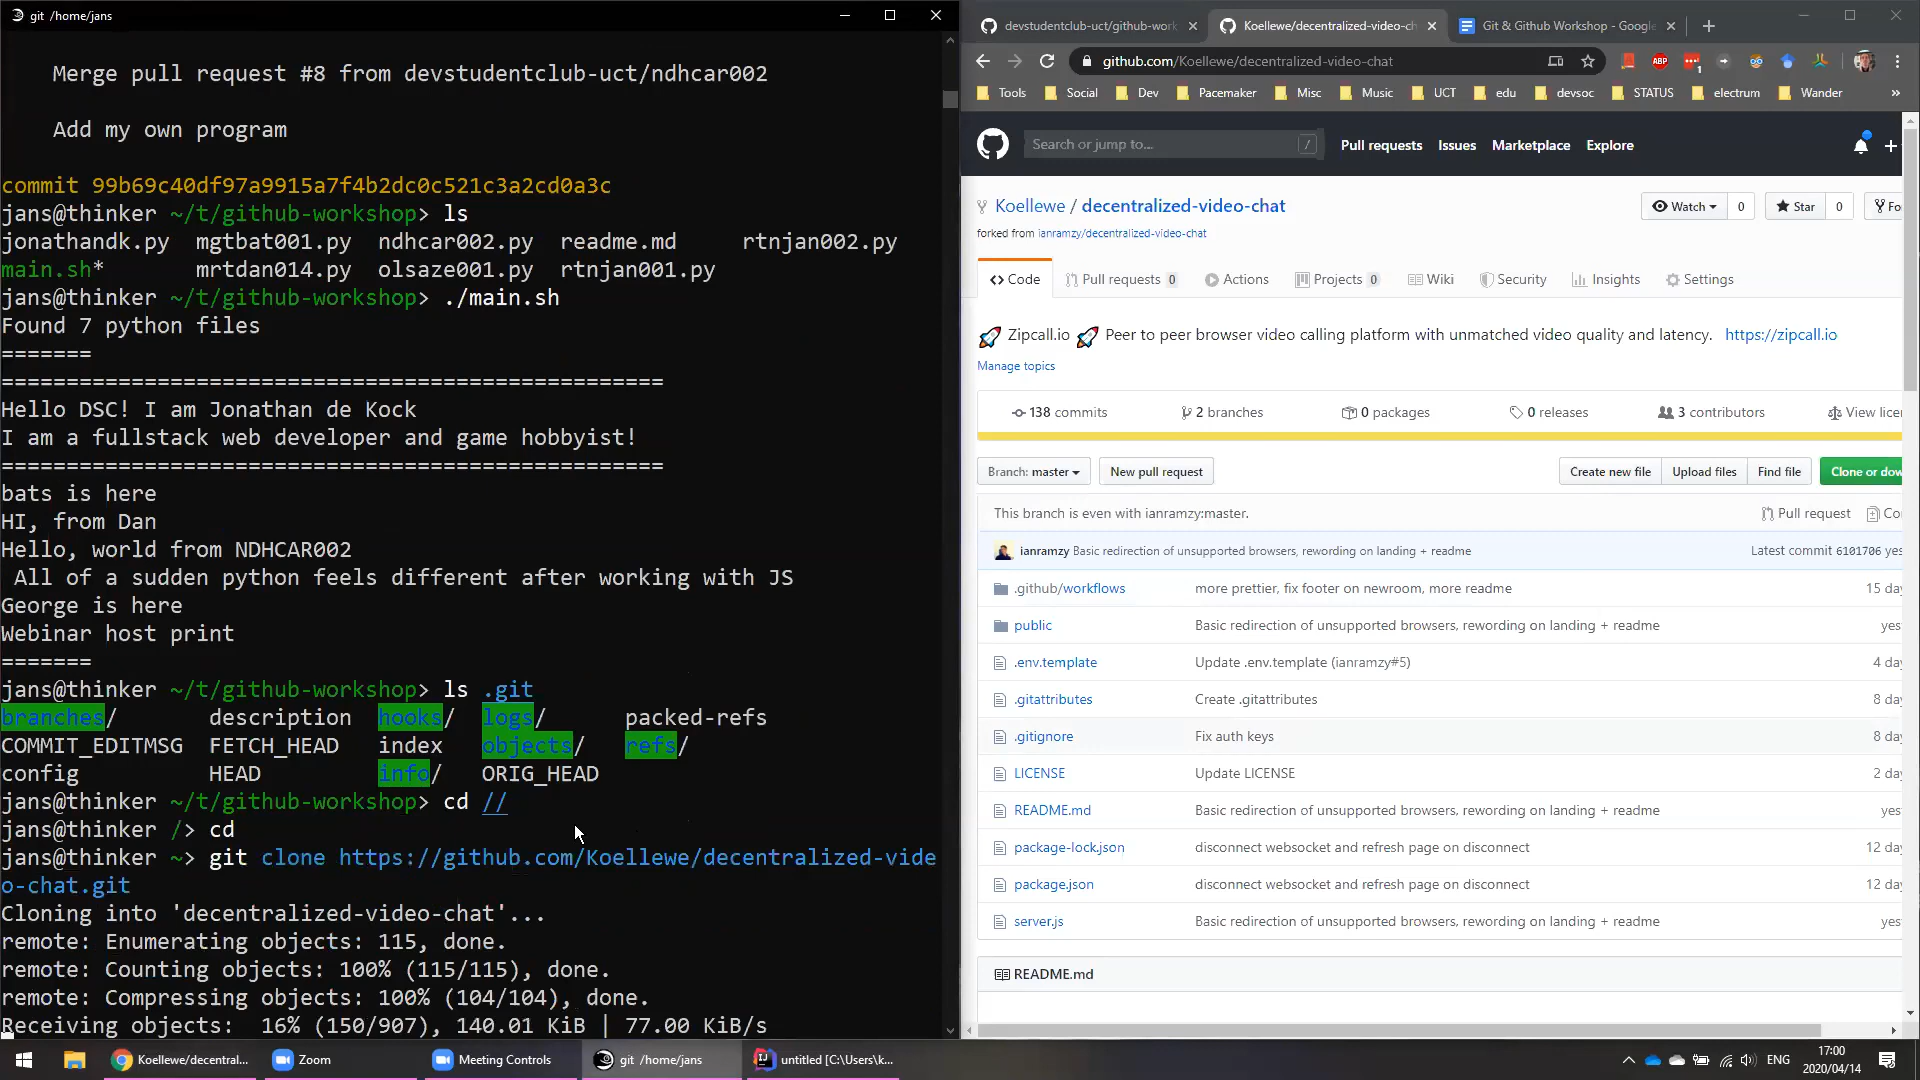 git /home/jans
Merge pull request #8 from devstudentclub-uct/ndhcar002
Add my own program
commit 99b69c40df97a9915a7f4b2dc0c521c3a2cd0a3c
jans@thinker ~/t/github-workshop> ls
jonathandk.py mgtbat001.py ndhcar002.py readme.md rtnjan002.py
main.sh* mrtdan014.py olsaze001.py rtnjan001.py
jans@thinker ~/t/github-workshop> ./main.sh
Found 7 python files
=======
===================================================
Hello DSC! I am Jonathan de Kock
I am a fullstack web developer and game hobbyist!
===================================================
bats is here
HI, from Dan
Hello, world from NDHCAR002
All of a sudden python feels different after working with JS
George is here
Webinar host print
=======
jans@thinker ~/t/github-workshop> ls .git
branches/ description hooks/ logs/ packed-refs
COMMIT_EDITMSG FETCH_HEAD index objects/ refs/
config HEAD info/ ORIG_HEAD
jans@thinker ~/t/github-workshop> cd //
jans@thinker /> cd
jans@thinker ~> git clone https://github.com/Koellewe/decentralized-vide
o-chat.git
Cloning into 'decentralized-video-chat'...
remote: Enumerating objects: 115, done.
remote: Counting objects: 100% (115/115), done.
remote: Compressing objects: 100% (104/104), done.
Receiving objects: 16% (150/907), 140.01 KiB | 77.00 KiB/s
devstudentclub-uct/github-work
Koellewe/decentralized-video-ch
Git & Github Workshop - Google
github.com/Koellewe/decentralized-video-chat
ABP
1
Tools Social Dev Pacemaker Misc Music UCT edu devsoc STATUS electrum Wander »
Search or jump to... /
Pull requests Issues Marketplace Explore
Koellewe / decentralized-video-chat
Watch 0 Star 0 Fo
forked from ianramzy/decentralized-video-chat
Code Pull requests 0 Actions Projects 0 Wiki Security Insights Settings
Zipcall.io Peer to peer browser video calling platform with unmatched video quality and latency. https://zipcall.io
Manage topics
138 commits 2 branches 0 packages 0 releases 3 contributors View licen
Branch: master New pull request Create new file Upload files Find file Clone or dow
This branch is even with ianramzy:master. Pull request Co
ianramzy Basic redirection of unsupported browsers, rewording on landing + readme Latest commit 6101706 yes
.github/workflows more prettier, fix footer on newroom, more readme 15 day
public Basic redirection of unsupported browsers, rewording on landing + readme yes
.env.template Update .env.template (ianramzy#5) 4 day
.gitattributes Create .gitattributes 8 day
.gitignore Fix auth keys 8 day
LICENSE Update LICENSE 2 day
README.md Basic redirection of unsupported browsers, rewording on landing + readme yes
package-lock.json disconnect websocket and refresh page on disconnect 12 day
package.json disconnect websocket and refresh page on disconnect 12 day
server.js Basic redirection of unsupported browsers, rewording on landing + readme yes
README.md
Koellewe/decentral... Zoom Meeting Controls git /home/jans untitled [C:\Users\k...
ENG 17:00
2020/04/14